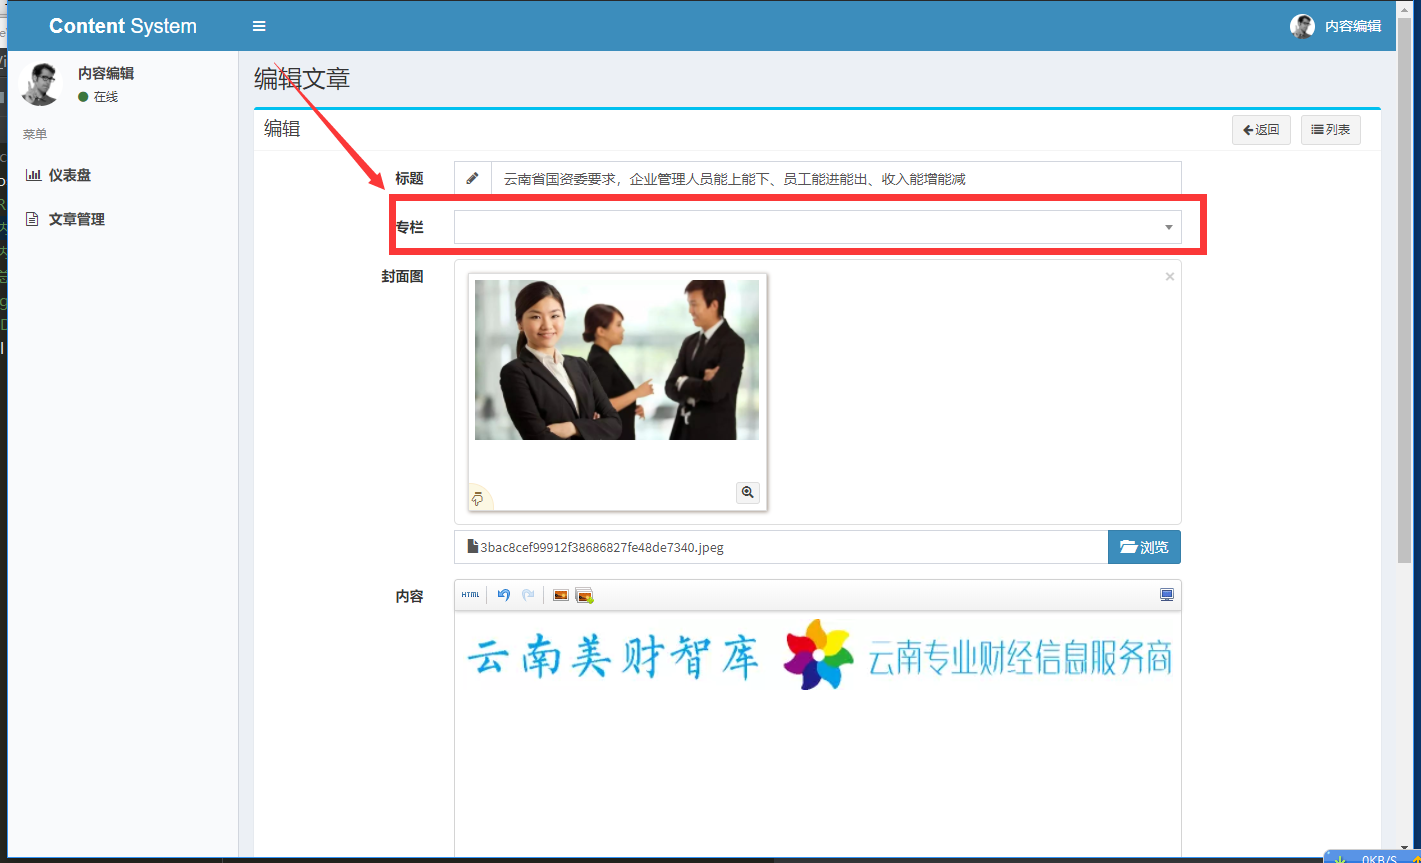 Content System
内容编辑
内容编辑
在线
菜单
仪表盘
文章管理
编辑文章
编辑
返回
列表
标题
云南省国资委要求，企业管理人员能上能下、员工能进能出、收入能增能减
专栏
封面图
×
3bac8cef99912f38686827fe48de7340.jpeg
浏览
内容
HTML
云南美财智库
云南专业财经信息服务商
0KB/S